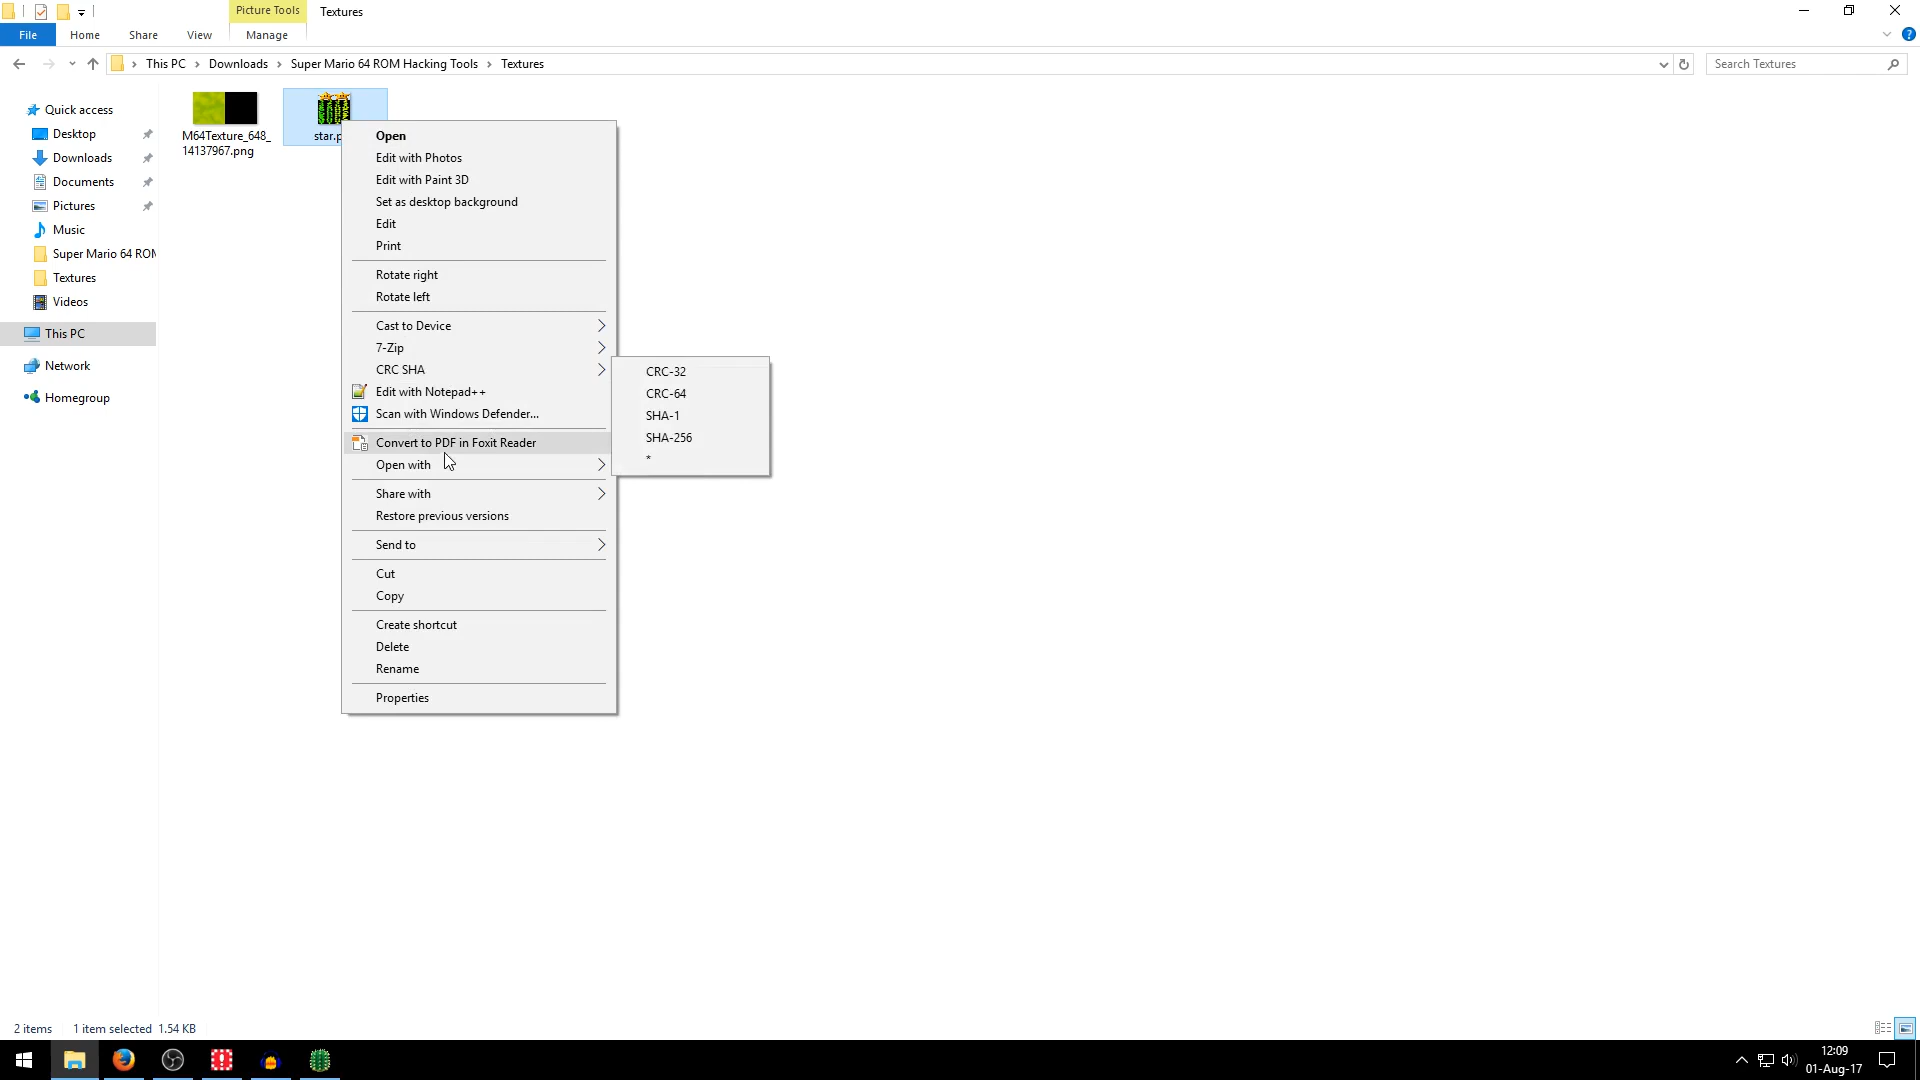 Picture Tools
Textures
File
Home
Share
View
Manage
This PC
Downloads
Super Mario 64 ROM Hacking Tools
Textures
Search Textures
Quick access
Desktop
Downloads
Documents
Pictures
Music
Super Mario 64 ROM
Textures
Videos
This PC
Network
Homegroup
M64Texture_648_
14137967.png
star.p
Open
Edit with Photos
Edit with Paint 3D
Set as desktop background
Edit
Print
Rotate right
Rotate left
Cast to Device
7-Zip
CRC SHA
Edit with Notepad++
Scan with Windows Defender...
Convert to PDF in Foxit Reader
Open with
Share with
Restore previous versions
Send to
Cut
Copy
Create shortcut
Delete
Rename
Properties
CRC-32
CRC-64
SHA-1
SHA-256
*
2 items
1 item selected 1.54 KB
12:09
01-Aug-17